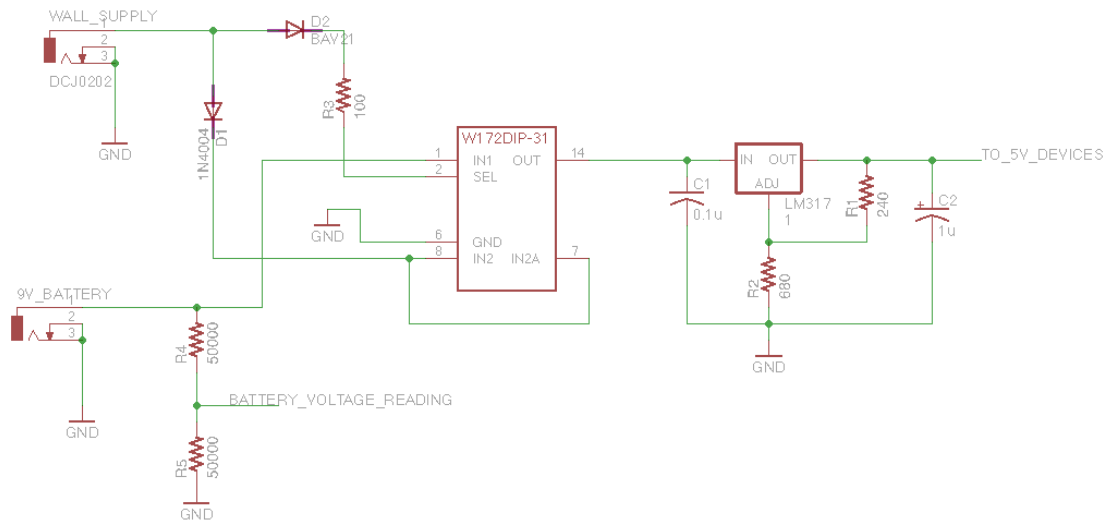 WALL_SUPPLY
1
2
3
DCJ0202
GND
D2
BAV21
1N4004
D1
R3
100
W172DIP-31
1
IN1
OUT
14
2
SEL
6
GND
8
IN2
IN2A
7
GND
IN
OUT
ADJ
LM317
1
C1
0.1u
R1
240
C2
1u
TO_5V_DEVICES
R2
680
GND
9V_BATTERY
1
2
3
GND
R4
50000
BATTERY_VOLTAGE_READING
R5
50000
GND